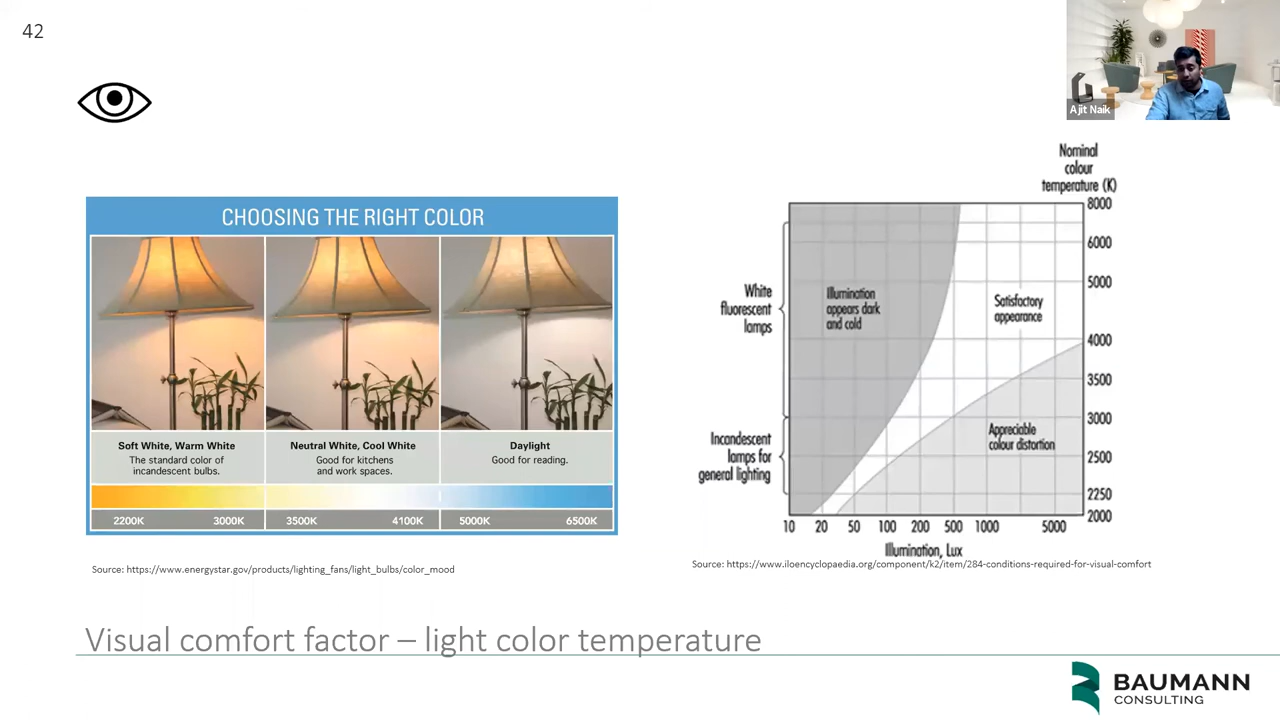 42
Ajit Naik
CHOOSING THE RIGHT COLOR
Soft White, Warm White
The standard color of
incandescent bulbs.
Neutral White, Cool White
Good for kitchens
and work spaces.
Daylight
Good for reading.
2200K
3000K
3500K
4100K
5000K
6500K
Source: https://www.energystar.gov/products/lighting_fans/light_bulbs/color_mood
Nominal
colour
temperature (K)
8000
6000
5000
4000
3500
3000
2500
2250
2000
White
fluorescent
lamps
Incandescent
lamps for
general lighting
Illumination
appears dark
and cold
Satisfactory
appearance
Appreciable
colour distortion
10
20
50
100
200
500
1000
5000
Illumination, Lux
Source: https://www.iloencyclopaedia.org/component/k2/item/284-conditions-required-for-visual-comfort
Visual comfort factor – light color temperature
BAUMANN
CONSULTING